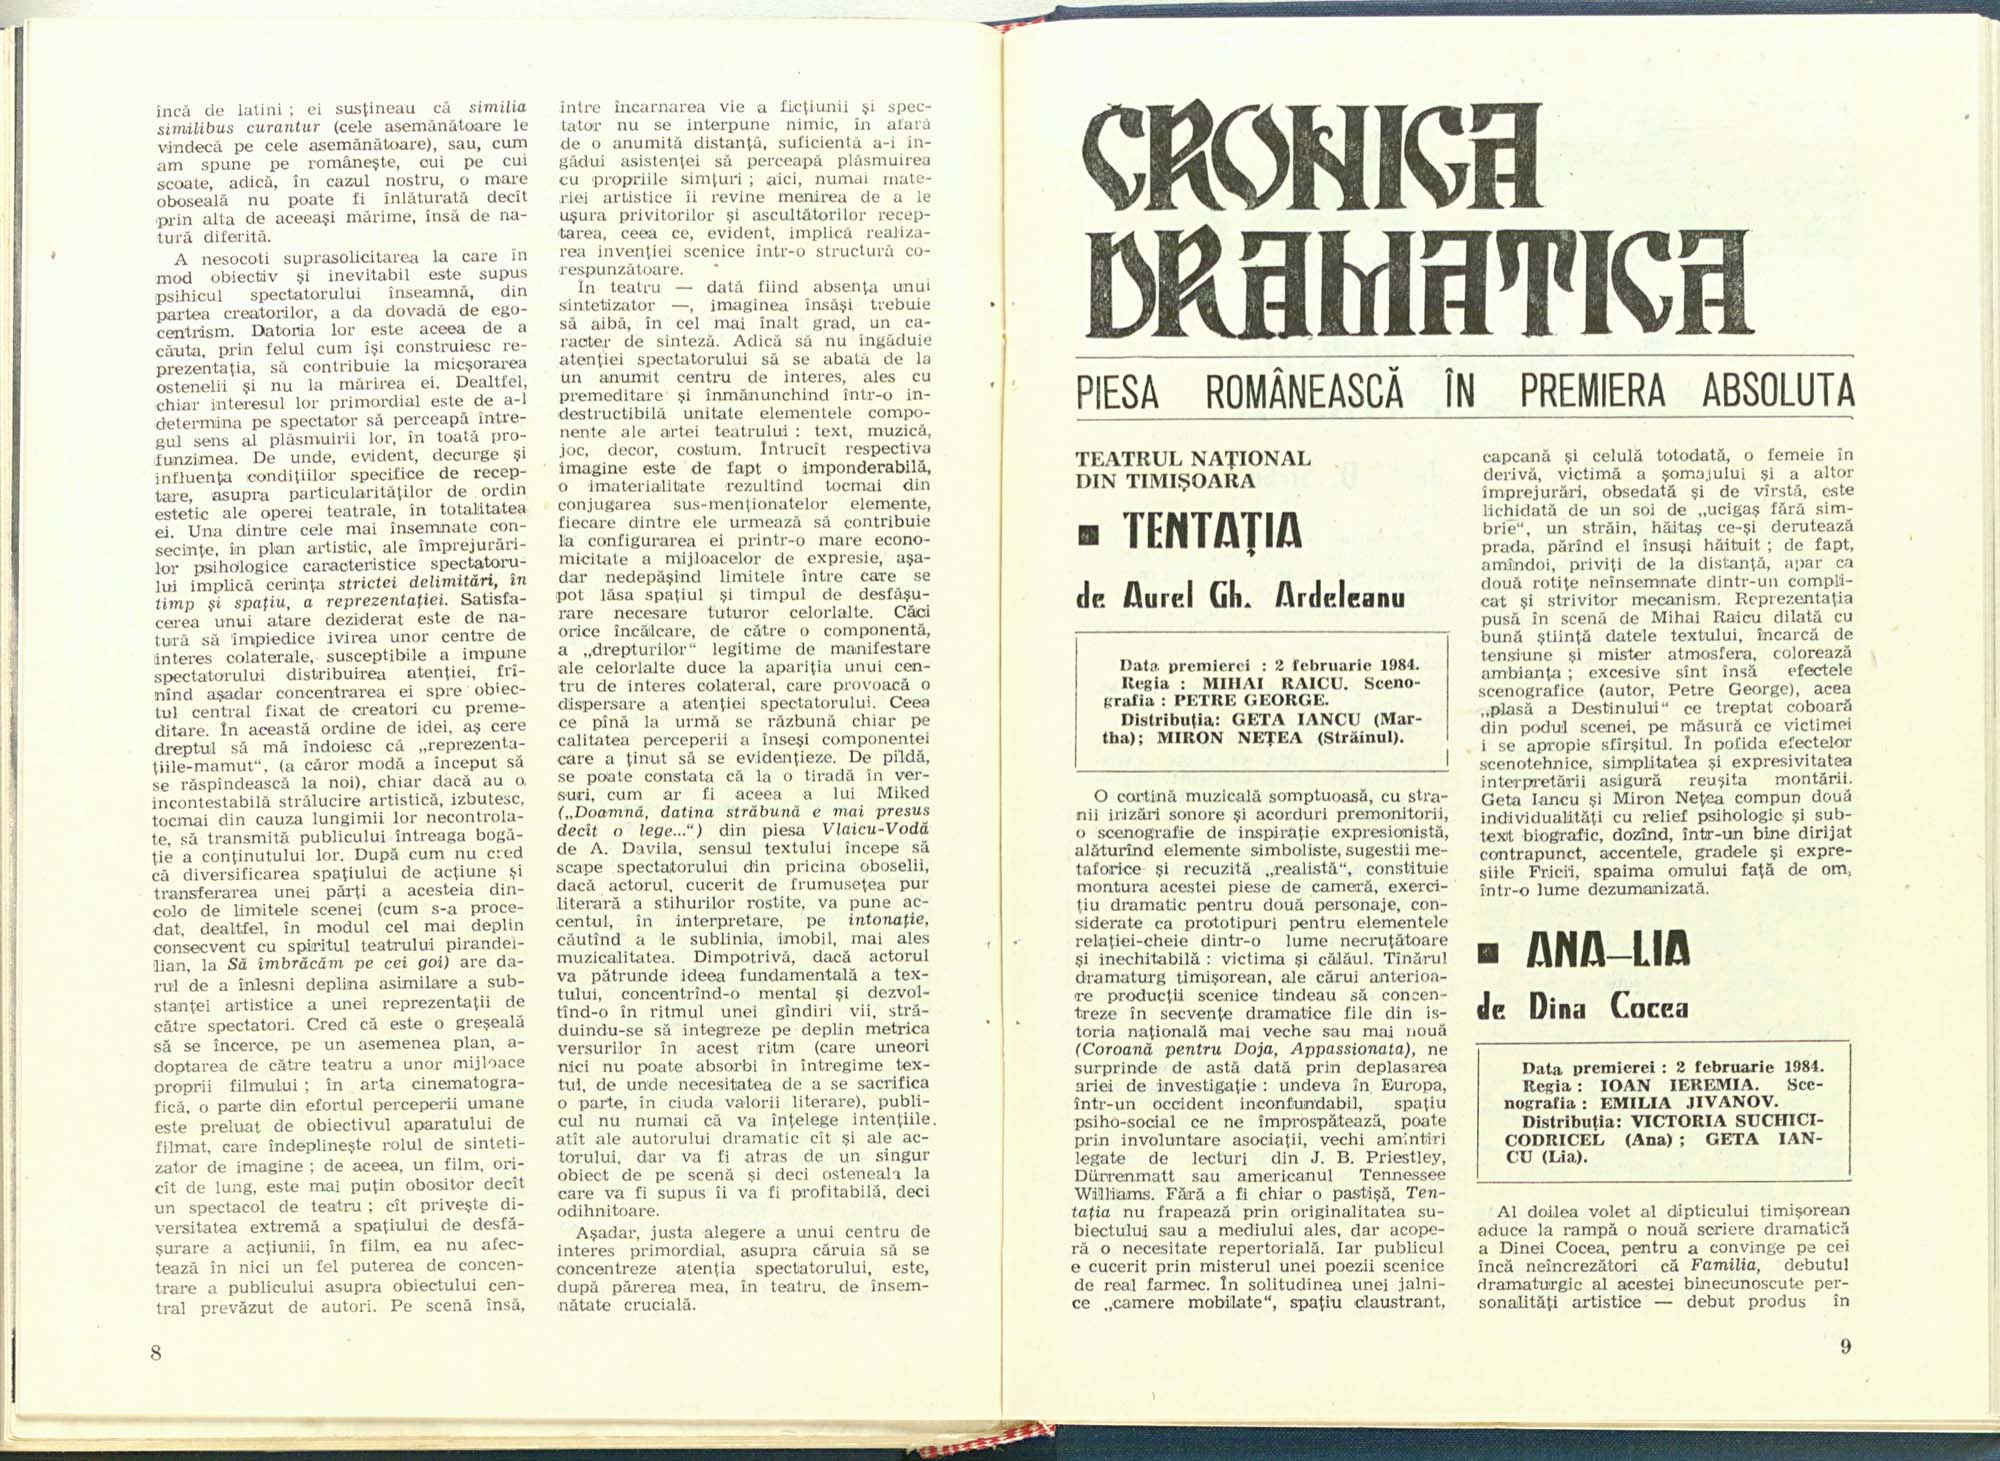 încă de latini ; ei susţineau că similia
similibus curantur (cele asemănătoare le
vindecă pe cele asemănătoare), sau, cum
am spune pe româneşte, cui pe cui
scoate, adică, în cazul nostru, o mare
oboseală nu poate fi înlăturată decît
prin alta de aceeaşi mărime, însă de na-
tură diferită.
A nesocoti suprasolicitarea la care în
mod obiectiv şi inevitabil este supus
psihicul spectatorului înseamnă, din
partea creatorilor, a da dovadă de ego-
centrism. Datoria lor este aceea de a
căuta, prin felul cum îşi construiesc re-
prezentaţia, să contribuie la micşorarea
ostenelii şi nu la mărirea ei. Dealtfel,
chiar interesul lor primordial este de a-l
determina pe spectator să perceapă între-
gul sens al plăsmuirii lor, în toată pro-
funzimea. De unde, evident, decurge şi
influenţa condiţiilor specifice de recep-
tare, asupra particularităţilor de ordin
estetic ale operei teatrale, în totalitatea
ei. Una dintre cele mai însemnate con-
secinţe, în plan artistic, ale împrejurări-
lor psihologice caracteristice spectatoru-
lui implică cerinţa strictei delimitări, în
timp şi spaţiu, a reprezentaţiei. Satisfa-
cerea unui atare deziderat este de na-
tură să împiedice ivirea unor centre de
interes colaterale, susceptibile a impune
spectatorului distribuirea atenţiei, frî-
nînd aşadar concentrarea ei spre obiec-
tul central fixat de creatori cu preme-
ditare. În această ordine de idei, aş cere
dreptul să mă îndoiesc că „reprezenta-
ţiile-mamut“, (a căror modă a început să
se răspîndească la noi), chiar dacă au o
incontestabilă strălucire artistică, izbutesc,
tocmai din cauza lungimii lor necontrola-
te, să transmită publicului întreaga bogă-
ţie a conţinutului lor. După cum nu cred
că diversificarea spaţiului de acţiune şi
transferarea unei părţi a acesteia din-
colo de limitele scenei (cum s-a proce-
dat, dealtfel, în modul cel mai deplin
consecvent cu spiritul teatrului pirandel-
lian, la Să îmbrăcăm pe cei goi) are da-
rul de a înlesni deplina asimilare a sub-
stanţei artistice a unei reprezentaţii de
către spectatori. Cred că este o greşeală
să se încerce, pe un asemenea plan, a-
doptarea de către teatru a unor mijloace
proprii filmului ; în arta cinematogra-
fică, o parte din efortul perceperii umane
este preluat de obiectivul aparatului de
filmat, care îndeplineşte rolul de sinteti-
zator de imagine ; de aceea, un film, ori-
cît de lung, este mai puţin obositor decît
un spectacol de teatru ; cît priveşte di-
versitatea extremă a spaţiului de desfă-
şurare a acţiunii, în film, ea nu afec-
tează în nici un fel puterea de concen-
trare a publicului asupra obiectului cen-
tral prevăzut de autori. Pe scenă însă,
8
între încarnarea vie a ficţiunii şi spec-
tator nu se interpune nimic, în afară
de o anumită distanţă, suficientă a-i în-
gădui asistenţei să perceapă plăsmuirea
cu propriile simţuri ; aici, numai mate-
riei artistice îi revine menirea de a le
uşura privitorilor şi ascultătorilor recep-
tarea, ceea ce, evident, implică realiza-
rea invenţiei scenice într-o structură co-
respunzătoare.
În teatru — dată fiind absenţa unui
sintetizator —, imaginea însăşi trebuie
să aibă, în cel mai înalt grad, un ca-
racter de sinteză. Adică să nu îngăduie
atenţiei spectatorului să se abată de la
un anumit centru de interes, ales cu
premeditare şi înmănunchind într-o in-
destructibilă unitate elementele compo-
nente ale artei teatrului : text, muzică,
joc, decor, costum. Întrucît respectiva
imagine este de fapt o imponderabilă,
o imaterialitate rezultînd tocmai din
conjugarea sus-menţionatelor elemente,
fiecare dintre ele urmează să contribuie
la configurarea ei printr-o mare econo-
micitate a mijloacelor de expresie, aşa-
dar nedepăşind limitele între care se
pot lăsa spaţiul şi timpul de desfăşu-
rare necesare tuturor celorlalte. Căci
orice încălcare, de către o componentă,
a „drepturilor“ legitime de manifestare
ale celorlalte duce la apariţia unui cen-
tru de interes colateral, care provoacă o
dispersare a atenţiei spectatorului. Ceea
ce pînă la urmă se răzbună chiar pe
calitatea perceperii a înseşi componentei
care a ţinut să se evidenţieze. De pildă,
se poate constata că la o tiradă în ver-
suri, cum ar fi aceea a lui Miked
(„Doamnă, datina străbună e mai presus
decît o lege...“) din piesa Vlaicu-Vodă
de A. Davila, sensul textului începe să
scape spectatorului din pricina oboselii,
dacă actorul, cucerit de frumuseţea pur
literară a stihurilor rostite, va pune ac-
centul, în interpretare, pe intonaţie,
căutînd a le sublinia, imobil, mai ales
muzicalitatea. Dimpotrivă, dacă actorul
va pătrunde ideea fundamentală a tex-
tului, concentrînd-o mental şi dezvol-
tînd-o în ritmul unei gîndiri vii, stră-
duindu-se să integreze pe deplin metrica
versurilor în acest ritm (care uneori
nici nu poate absorbi în întregime tex-
tul, de unde necesitatea de a se sacrifica
o parte, în ciuda valorii literare), publi-
cul nu numai că va înţelege intenţiile
atît ale autorului dramatic cît şi ale ac-
torului, dar va fi atras de un singur
obiect de pe scenă şi deci osteneala la
care va fi supus îi va fi profitabilă, deci
odihnitoare.
Aşadar, justa alegere a unui centru de
interes primordial, asupra căruia să se
concentreze atenţia spectatorului, este,
după părerea mea, în teatru, de însem-
nătate crucială.
CRONICA
DRAMATICA
PIESA ROMÂNEASCĂ ÎN PREMIERA ABSOLUTA
TEATRUL NAŢIONAL
DIN TIMIŞOARA
■ TENTAŢIA
de Aurel Gh. Ardeleanu
Data premierei : 2 februarie 1984.
Regia : MIHAI RAICU. Sceno-
grafia : PETRE GEORGE.
Distribuţia: GETA IANCU (Mar-
tha); MIRON NEŢEA (Străinul).
O cortină muzicală somptuoasă, cu stra-
nii irizări sonore şi acorduri premonitorii,
o scenografie de inspiraţie expresionistă,
alăturînd elemente simboliste, sugestii me-
taforice şi recuzită „realistă“, constituie
montura acestei piese de cameră, exerci-
ţiu dramatic pentru două personaje, con-
siderate ca prototipuri pentru elementele
relaţiei-cheie dintr-o lume necruţătoare
şi inechitabilă : victima şi călăul. Tînărul
dramaturg timişorean, ale cărui anterioa-
re producţii scenice tindeau să concen-
treze în secvenţe dramatice file din is-
toria naţională mai veche sau mai nouă
(Coroană pentru Doja, Appassionata), ne
surprinde de astă dată prin deplasarea
ariei de investigaţie : undeva în Europa,
într-un occident inconfundabil, spaţiu
psiho-social ce ne împrospătează, poate
prin involuntare asociaţii, vechi amintiri
legate de lecturi din J. B. Priestley,
Dürrenmatt sau americanul Tennessee
Williams. Fără a fi chiar o pastişă, Ten-
taţia nu frapează prin originalitatea su-
biectului sau a mediului ales, dar acope-
ră o necesitate repertorială. Iar publicul
e cucerit prin misterul unei poezii scenice
de real farmec. În solitudinea unei jalni-
ce „camere mobilate“, spaţiu claustrant,
capcană şi celulă totodată, o femeie în
derivă, victimă a şomajului şi a altor
împrejurări, obsedată şi de vîrstă, este
lichidată de un soi de „ucigaş fără sim-
brie“, un străin, hăitaş ce-şi derutează
prada, părînd el însuşi hăituit ; de fapt,
amîndoi, priviţi de la distanţă, apar ca
două rotiţe neînsemnate dintr-un compli-
cat şi strivitor mecanism. Reprezentaţia
pusă în scenă de Mihai Raicu dilată cu
bună ştiinţă datele textului, încarcă de
tensiune şi mister atmosfera, colorează
ambianţa ; excesive sînt însă efectele
scenografice (autor, Petre George), acea
„plasă a Destinului“ ce treptat coboară
din podul scenei, pe măsură ce victimei
i se apropie sfîrşitul. În pofida efectelor
scenotehnice, simplitatea şi expresivitatea
interpretării asigură reuşita montării.
Geta Iancu şi Miron Neţea compun două
individualităţi cu relief psihologic şi sub-
text biografic, dozînd, într-un bine dirijat
contrapunct, accentele, gradele şi expre-
siile Fricii, spaima omului faţă de om,
într-o lume dezumanizată.
■ ANA—LIA
de Dina Cocea
Data premierei : 2 februarie 1984.
Regia : IOAN IEREMIA. Sce-
nografia : EMILIA JIVANOV.
Distribuţia: VICTORIA SUCHICI-
CODRICEL (Ana) ; GETA IAN-
CU (Lia).
Al doilea volet al dipticului timişorean
aduce la rampă o nouă scriere dramatică
a Dinei Cocea, pentru a convinge pe cei
încă neîncrezători că Familia, debutul
dramaturgic al acestei binecunoscute per-
sonalităţi artistice — debut produs în
9